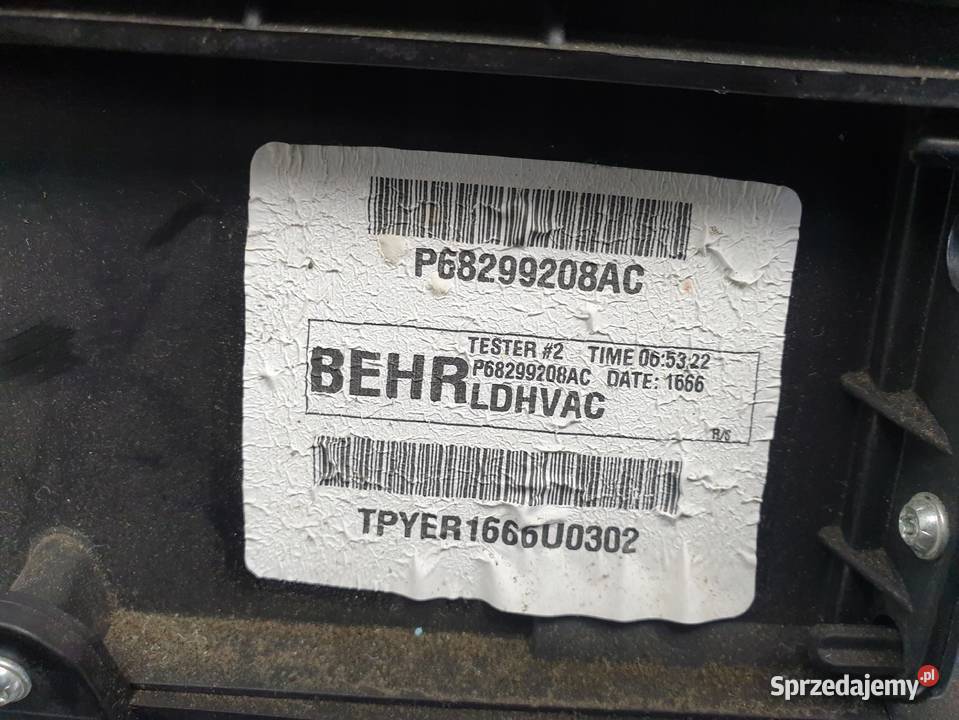 P68299208AC
BEHR
TESTER #2 TIME 06:53:22
P68299208AC DATE: 1666
LDHVAC
R/S
TPYER1666U0302
Sprzedajemy.pl